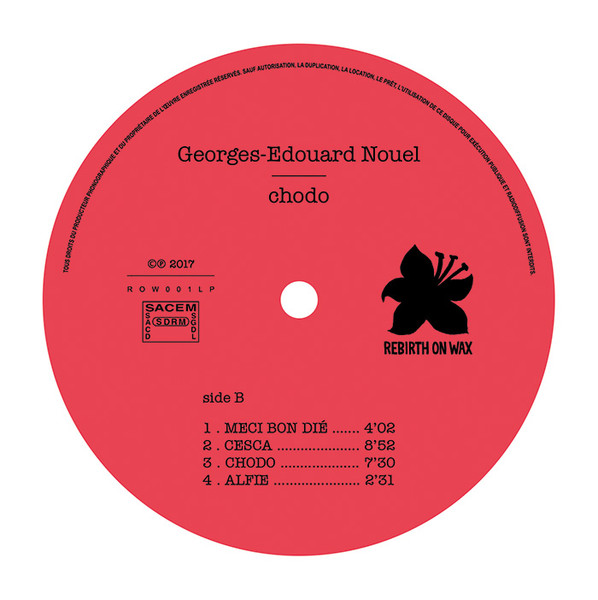 TOUS DROITS DU PRODUCTEUR PHONOGRAPHIQUE ET DU PROPRIÉTAIRE DE L'ŒUVRE ENREGISTRÉE RÉSERVÉS. SAUF AUTORISATION, LA DUPLICATION, LA LOCATION, LE PRÊT, L'UTILISATION DE CE DISQUE POUR EXÉCUTION PUBLIQUE ET RADIODIFFUSION SONT INTERDITS.
Georges-Edouard Nouel
chodo
©℗ 2017
ROW001LP
SACEM
SACD
SDRM
SGDL
REBIRTH ON WAX
side B
1 . MECI BON DIÉ ....... 4'02
2 . CESCA ...................... 8'52
3 . CHODO ..................... 7'30
4 . ALFIE ....................... 2'31